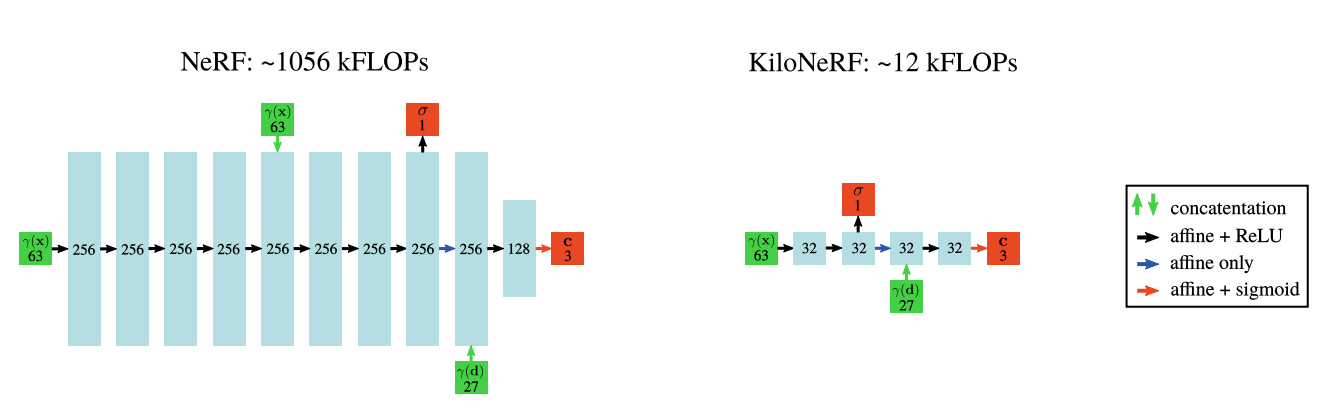 NeRF: ~1056 kFLOPs
γ(x)
63
σ
1
γ(x)
63
256
256
256
256
256
256
256
256
256
128
c
3
γ(d)
27
KiloNeRF: ~12 kFLOPs
σ
1
γ(x)
63
32
32
32
32
c
3
γ(d)
27
concatentation
affine + ReLU
affine only
affine + sigmoid